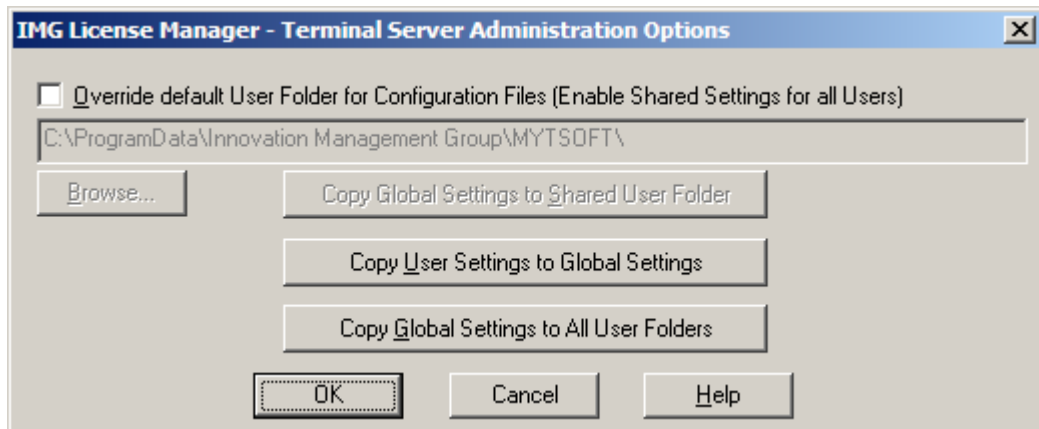 IMG License Manager - Terminal Server Administration Options
Override default User Folder for Configuration Files (Enable Shared Settings for all Users)
C:\ProgramData\Innovation Management Group\MYTSOFT\
Browse... Copy Global Settings to Shared User Folder
Copy User Settings to Global Settings
Copy Global Settings to All User Folders
OK Cancel Help